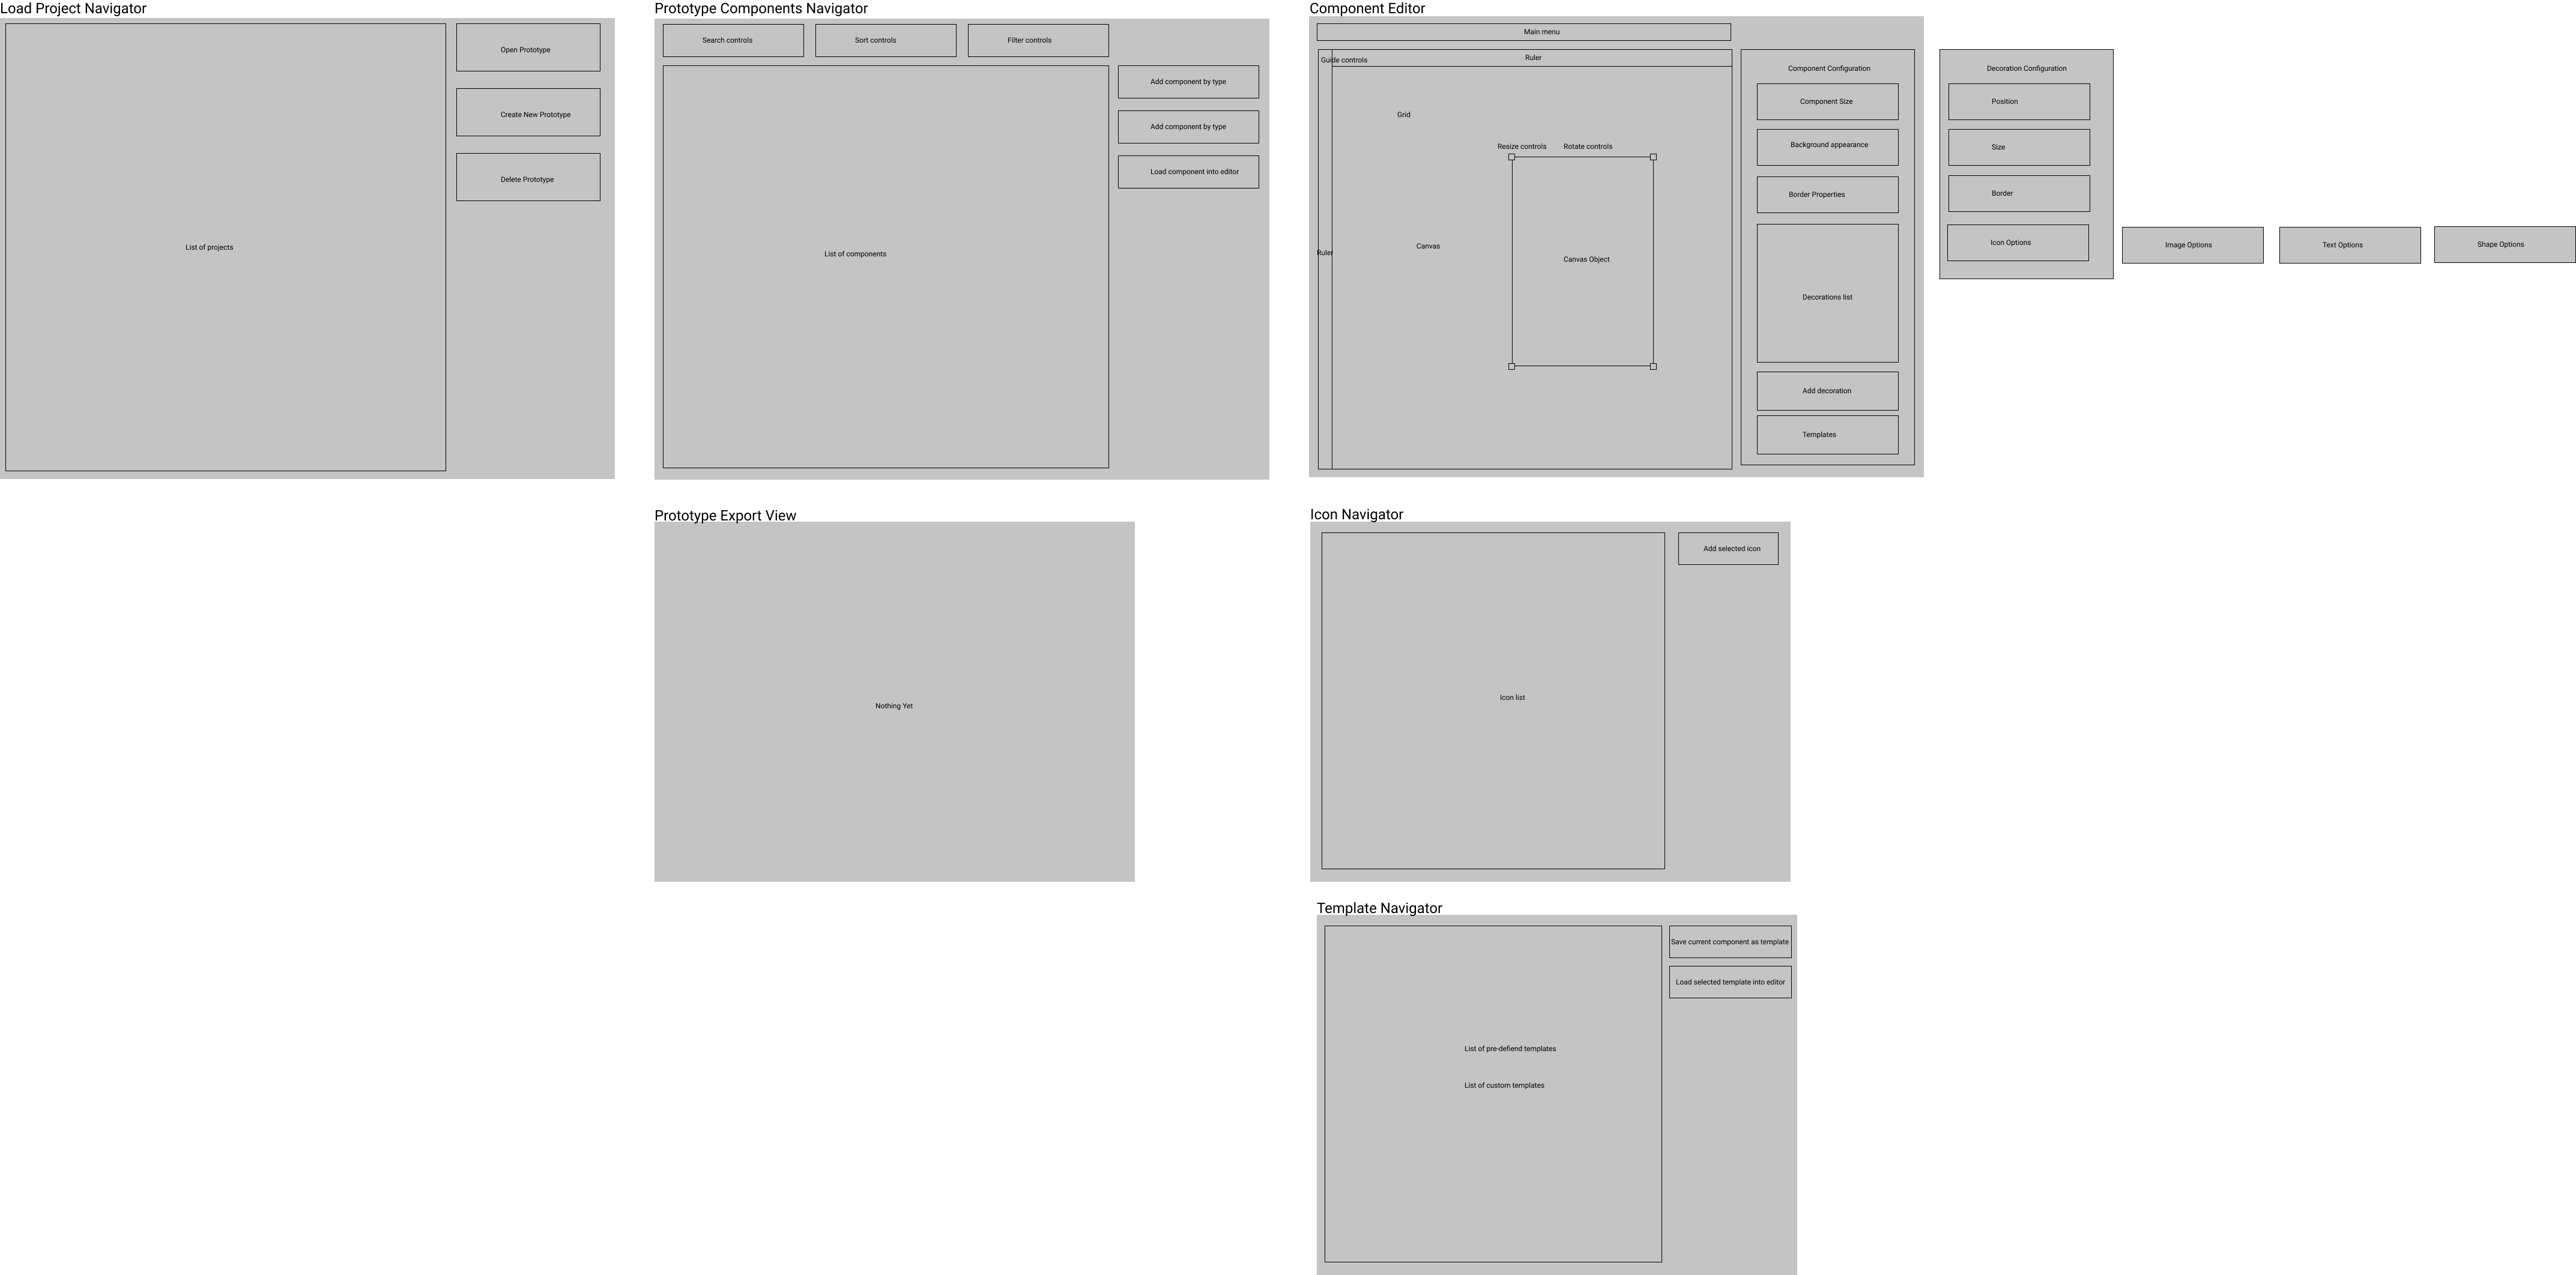 Load Project Navigator
Open Prototype
Create New Prototype
Delete Prototype
List of projects
Prototype Components Navigator
Search controls
Sort controls
Filter controls
Add component by type
Add component by type
Load component into editor
List of components
Component Editor
Main menu
Guide controls
Ruler
Grid
Resize controls
Rotate controls
Ruler
Canvas
Canvas Object
Component Configuration
Component Size
Background appearance
Border Properties
Decorations list
Add decoration
Templates
Decoration Configuration
Position
Size
Border
Icon Options
Image Options
Text Options
Shape Options
Prototype Export View
Nothing Yet
Icon Navigator
Add selected icon
Icon list
Template Navigator
Save current component as template
Load selected template into editor
List of pre-defiend templates
List of custom templates